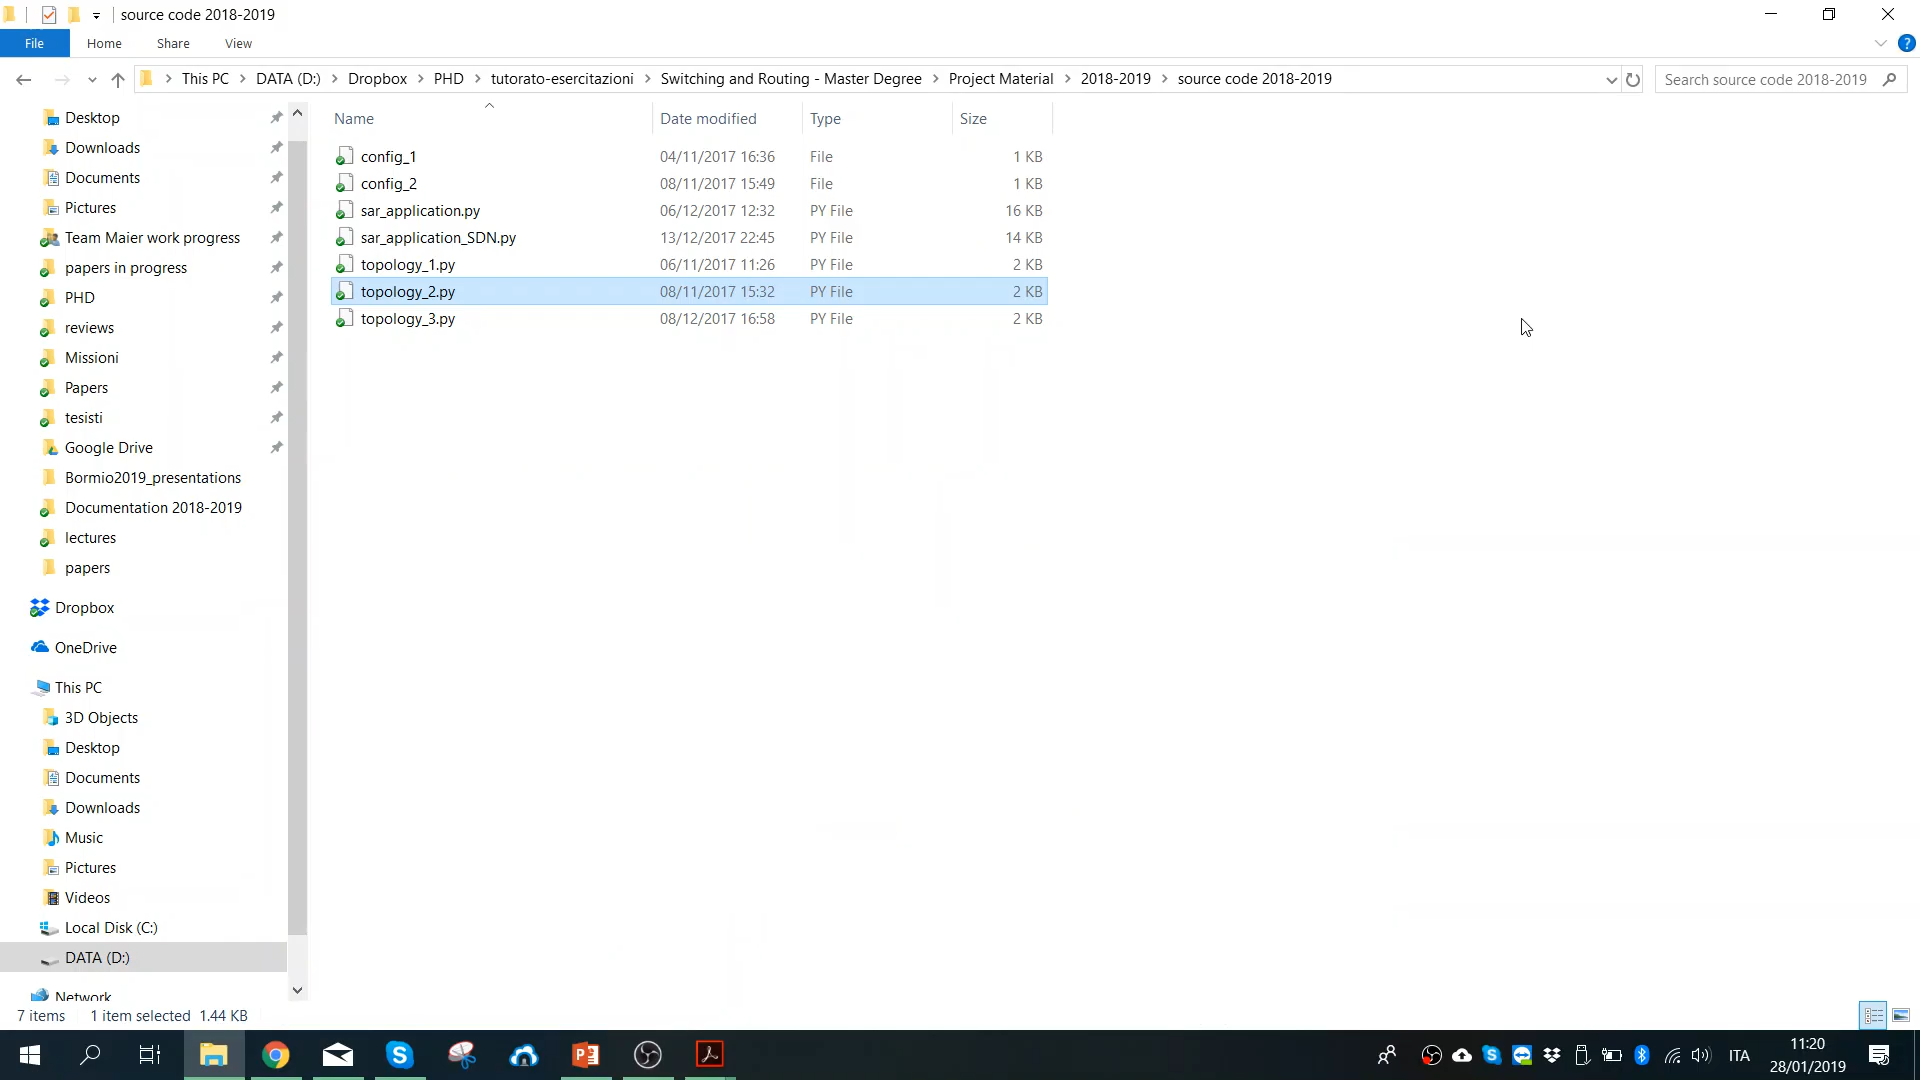 source code 2018-2019
File Home Share View
This PC DATA (D:) Dropbox PHD tutorato-esercitazioni Switching and Routing - Master Degree Project Material 2018-2019 source code 2018-2019
Search source code 2018-2019
Name Date modified Type Size
config_1 04/11/2017 16:36 File 1 KB
config_2 08/11/2017 15:49 File 1 KB
sar_application.py 06/12/2017 12:32 PY File 16 KB
sar_application_SDN.py 13/12/2017 22:45 PY File 14 KB
topology_1.py 06/11/2017 11:26 PY File 2 KB
topology_2.py 08/11/2017 15:32 PY File 2 KB
topology_3.py 08/12/2017 16:58 PY File 2 KB
Desktop
Downloads
Documents
Pictures
Team Maier work progress
papers in progress
PHD
reviews
Missioni
Papers
tesisti
Google Drive
Bormio2019_presentations
Documentation 2018-2019
lectures
papers
Dropbox
OneDrive
This PC
3D Objects
Desktop
Documents
Downloads
Music
Pictures
Videos
Local Disk (C:)
DATA (D:)
Network
7 items 1 item selected 1.44 KB
ITA
11:20
28/01/2019